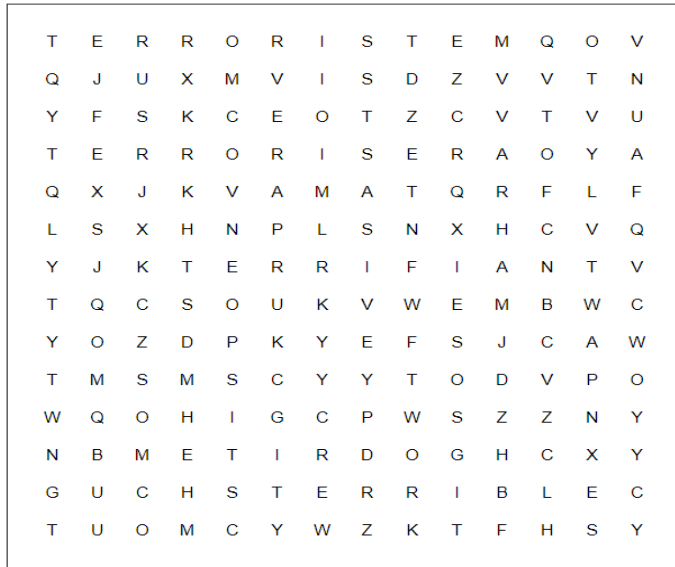 T E R R O R I S T E M Q O V
Q J U X M V I S D Z V V T N
Y F S K C E O T Z C V T V U
T E R R O R I S E R A O Y A
Q X J K V A M A T Q R F L F
L S X H N P L S N X H C V Q
Y J K T E R R I F I A N T V
T Q C S O U K V W E M B W C
Y O Z D P K Y E F S J C A W
T M S M S C Y Y T O D V P O
W Q O H I G C P W S Z Z N Y
N B M E T I R D O G H C X Y
G U C H S T E R R I B L E C
T U O M C Y W Z K T F H S Y